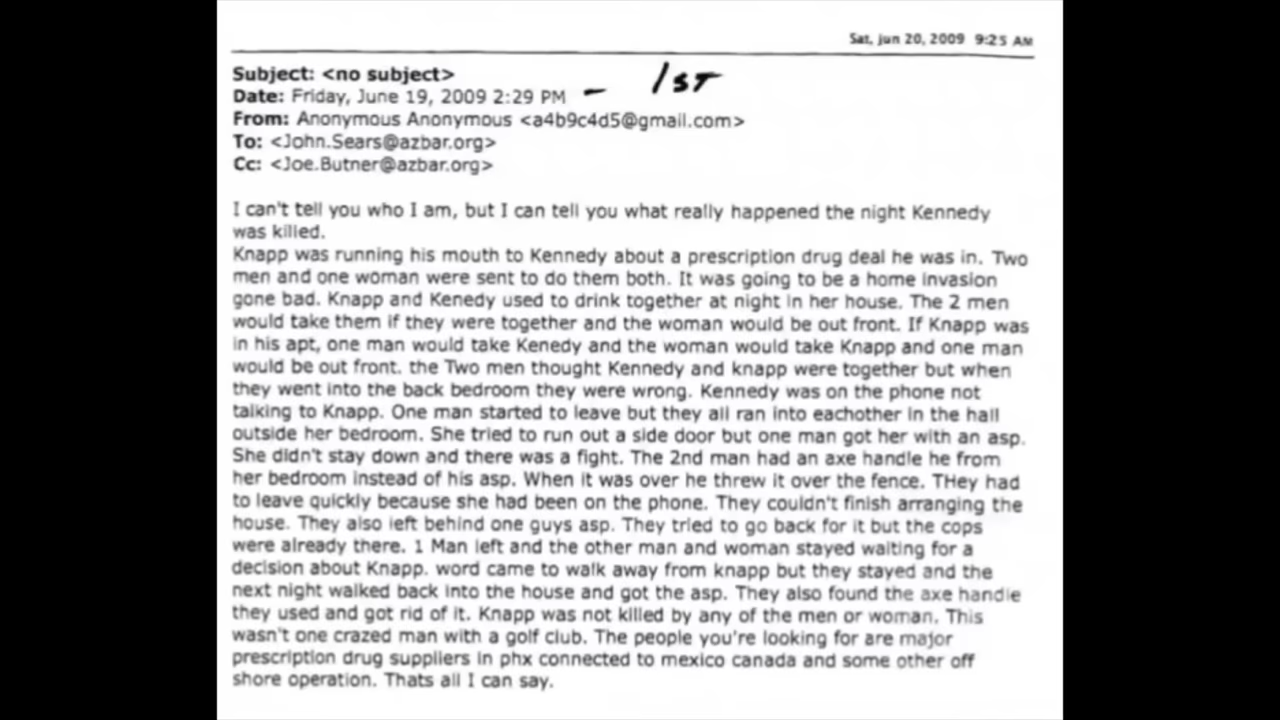 Sat, Jun 20, 2009 9:25 AM
Subject: <no subject>
Date: Friday, June 19, 2009 2:29 PM - 1ST
From: Anonymous Anonymous <a4b9c4d5@gmail.com>
To: <John.Sears@azbar.org>
Cc: <Joe.Butner@azbar.org>
I can't tell you who I am, but I can tell you what really happened the night Kennedy
was killed.
Knapp was running his mouth to Kennedy about a prescription drug deal he was in. Two
men and one woman were sent to do them both. It was going to be a home invasion
gone bad. Knapp and Kenedy used to drink together at night in her house. The 2 men
would take them if they were together and the woman would be out front. If Knapp was
in his apt, one man would take Kenedy and the woman would take Knapp and one man
would be out front. the Two men thought Kennedy and knapp were together but when
they went into the back bedroom they were wrong. Kennedy was on the phone not
talking to Knapp. One man started to leave but they all ran into eachother in the hall
outside her bedroom. She tried to run out a side door but one man got her with an asp.
She didn't stay down and there was a fight. The 2nd man had an axe handle he from
her bedroom instead of his asp. When it was over he threw it over the fence. THey had
to leave quickly because she had been on the phone. They couldn't finish arranging the
house. They also left behind one guys asp. They tried to go back for it but the cops
were already there. 1 Man left and the other man and woman stayed waiting for a
decision about Knapp. word came to walk away from knapp but they stayed and the
next night walked back into the house and got the asp. They also found the axe handle
they used and got rid of it. Knapp was not killed by any of the men or woman. This
wasn't one crazed man with a golf club. The people you're looking for are major
prescription drug suppliers in phx connected to mexico canada and some other off
shore operation. Thats all I can say.